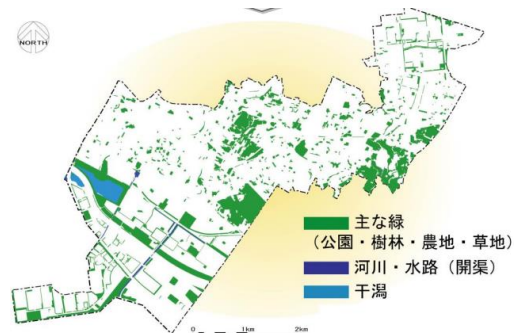 NORTH
主な緑
（公園・樹林・農地・草地）
河川・水路（開渠）
干潟
0 1km 2km